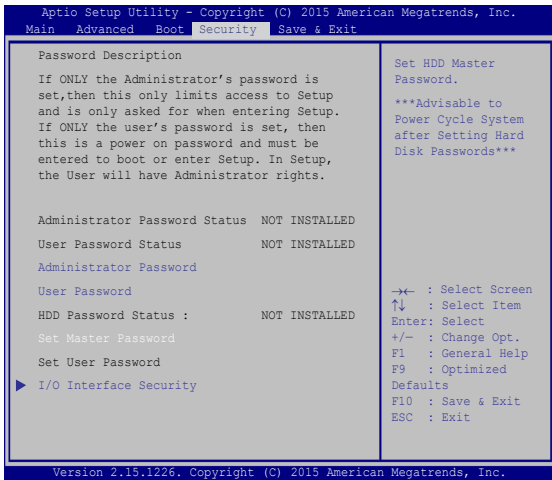 Aptio Setup Utility - Copyright (C) 2015 American Megatrends, Inc.
Main Advanced Boot Security Save & Exit
Password Description
If ONLY the Administrator's password is
set,then this only limits access to Setup
and is only asked for when entering Setup.
If ONLY the user's password is set, then
this is a power on password and must be
entered to boot or enter Setup. In Setup,
the User will have Administrator rights.
Administrator Password Status NOT INSTALLED
User Password Status NOT INSTALLED
Administrator Password
User Password
HDD Password Status : NOT INSTALLED
Set Master Password
Set User Password
I/O Interface Security
Set HDD Master
Password.
***Advisable to
Power Cycle System
after Setting Hard
Disk Passwords***
→← : Select Screen
↑↓ : Select Item
Enter: Select
+/— : Change Opt.
F1 : General Help
F9 : Optimized
Defaults
F10 : Save & Exit
ESC : Exit
Version 2.15.1226. Copyright (C) 2015 American Megatrends, Inc.